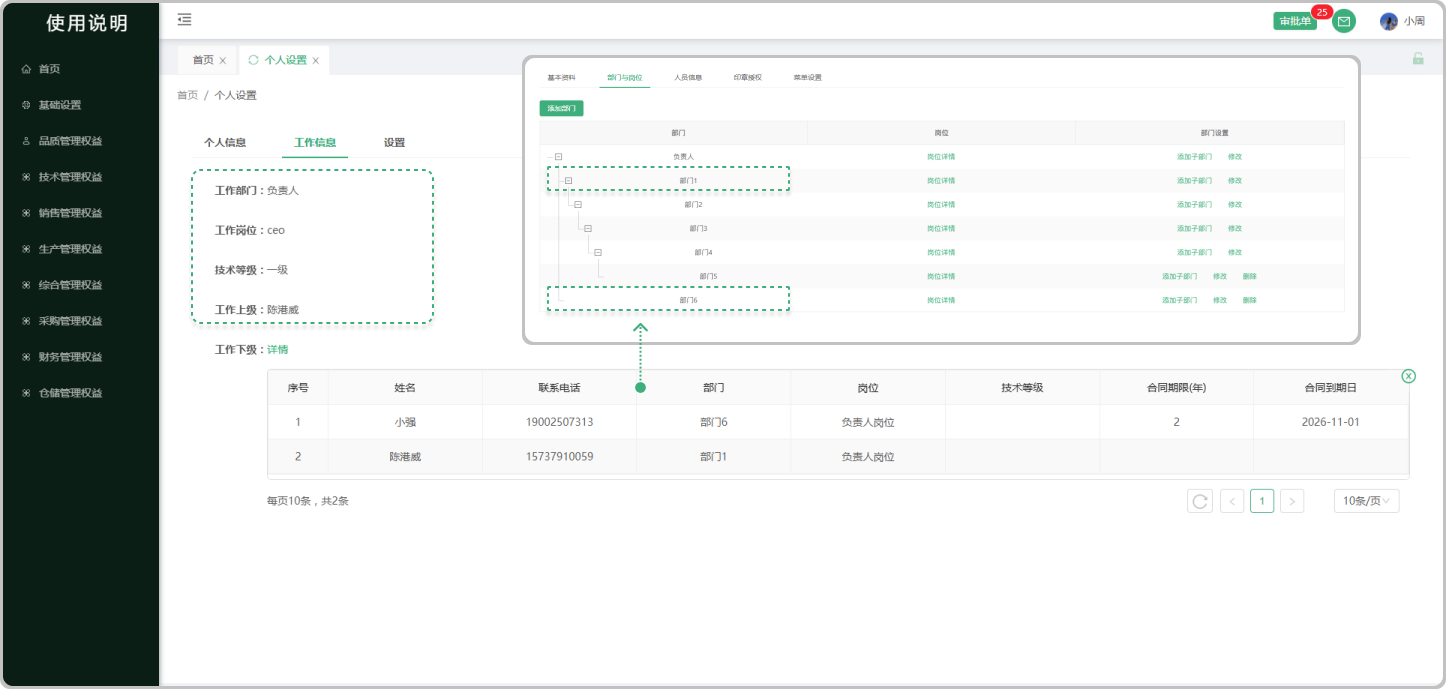 使用说明
首页
基础设置
品质管理权益
技术管理权益
销售管理权益
生产管理权益
综合管理权益
采购管理权益
财务管理权益
仓储管理权益
审批单 25 小周
首页 个人设置
首页 / 个人设置
个人信息 工作信息 设置
工作部门：负责人
工作岗位：ceo
技术等级：一级
工作上级：陈港威
工作下级：详情
基本资料 部门与岗位 人员信息 印章授权 菜单设置
添加部门
部门 岗位 部门设置
负责人 岗位详情 添加子部门 修改
部门1 岗位详情 添加子部门 修改
部门2 岗位详情 添加子部门 修改
部门3 岗位详情 添加子部门 修改
部门4 岗位详情 添加子部门 修改
部门5 岗位详情 添加子部门 修改 删除
部门6 岗位详情 添加子部门 修改 删除
序号 姓名 联系电话 部门 岗位 技术等级 合同期限(年) 合同到期日
1 小强 19002507313 部门6 负责人岗位 2 2026-11-01
2 陈港威 15737910059 部门1 负责人岗位
每页10条，共2条
1 10条/页